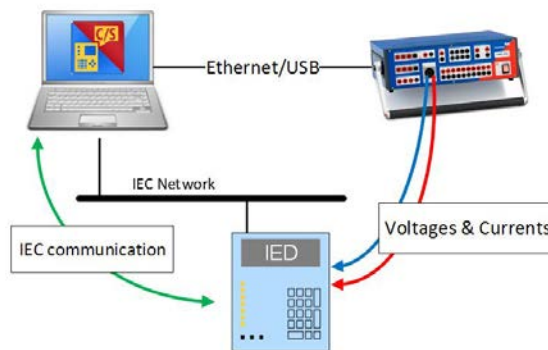 C/S
Ethernet/USB
IEC Network
IEC communication
Voltages & Currents
IED